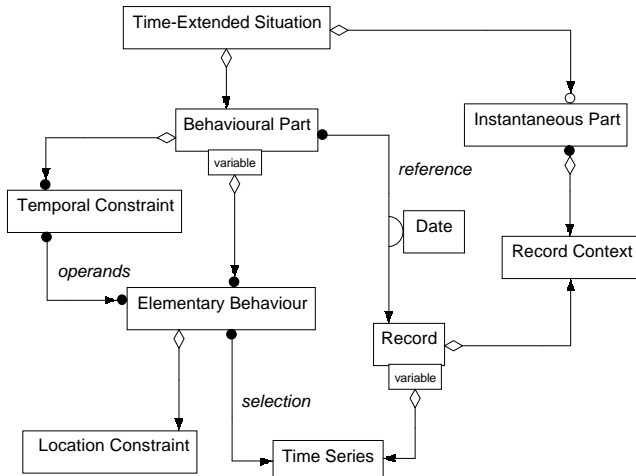 Time-Extended Situation
Behavioural Part
Instantaneous Part
variable
reference
Temporal Constraint
Date
Record Context
operands
Elementary Behaviour
Record
variable
selection
Location Constraint
Time Series